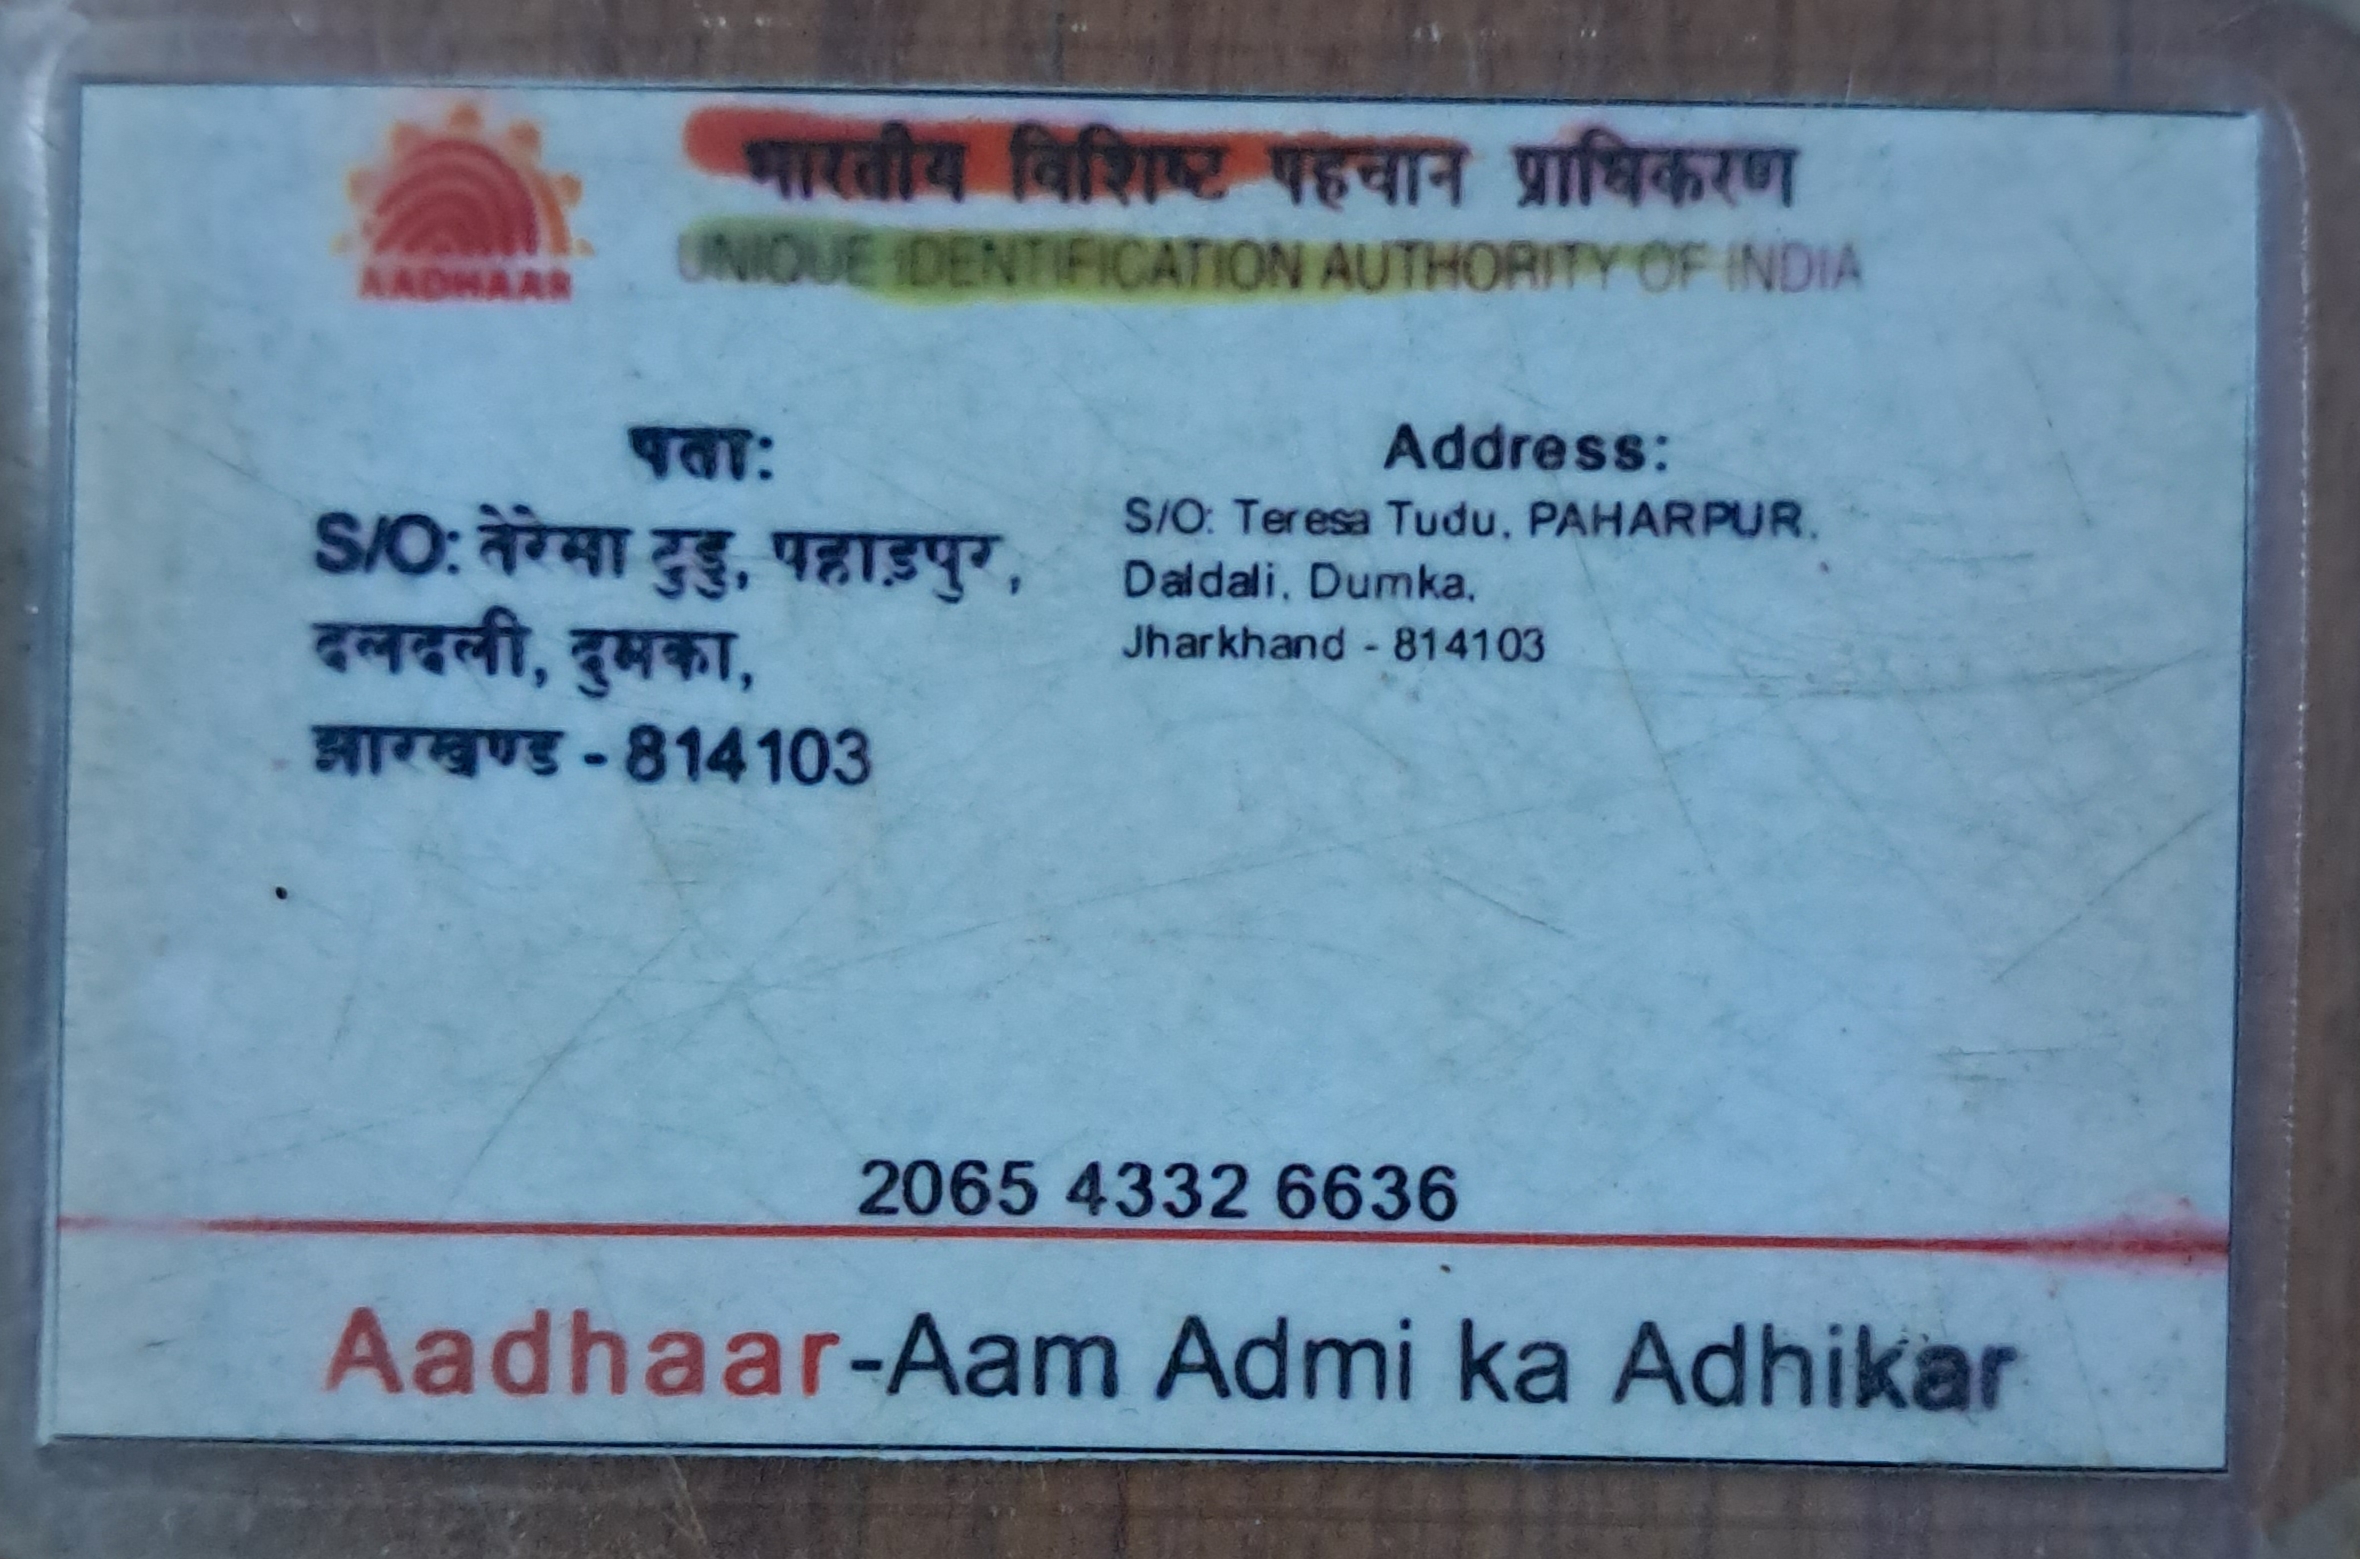 AADHAAR
भारतीय विशिष्ट पहचान प्राधिकरण
UNIQUE IDENTIFICATION AUTHORITY OF INDIA
पता:
S/O: तेरेसा टुडु, पहाड़पुर,
दलदली, दुमका,
झारखण्ड - 814103
Address:
S/O: Teresa Tudu, PAHARPUR,
Daldali, Dumka,
Jharkhand - 814103
2065 4332 6636
Aadhaar-Aam Admi ka Adhikar